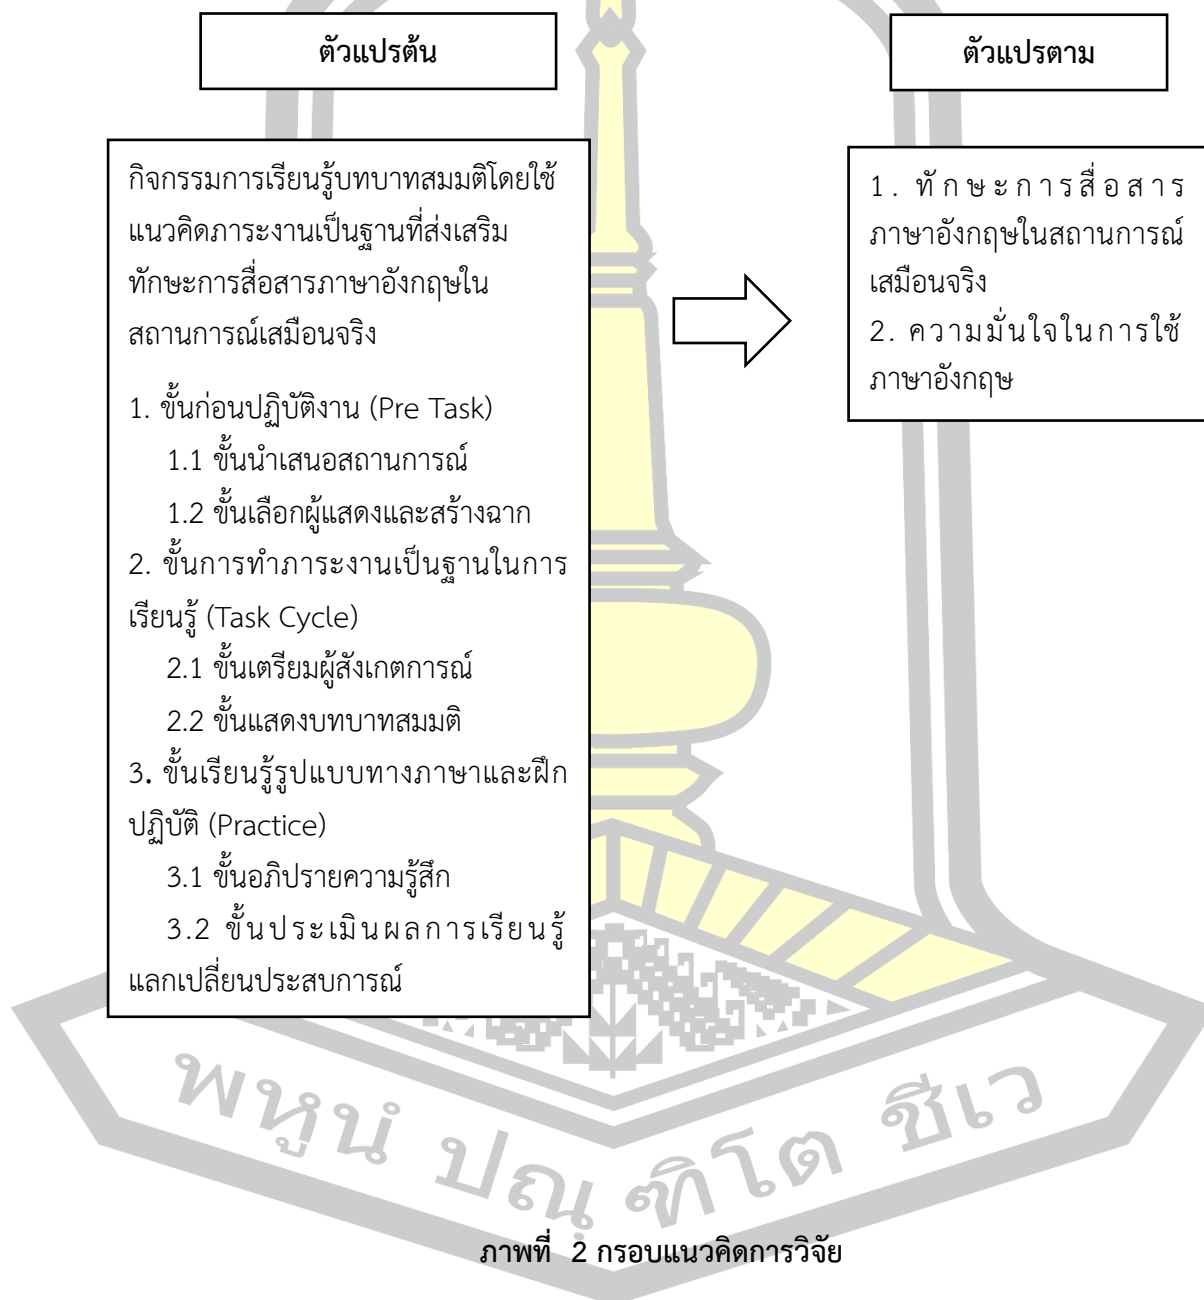 ตัวแปรต้น
ตัวแปรตาม
กิจกรรมการเรียนรู้บทบาทสมมติโดยใช้
แนวคิดภาระงานเป็นฐานที่ส่งเสริม
ทักษะการสื่อสารภาษาอังกฤษใน
สถานการณ์เสมือนจริง
1. ขั้นก่อนปฏิบัติงาน (Pre Task)
1.1 ขั้นนำเสนอสถานการณ์
1.2 ขั้นเลือกผู้แสดงและสร้างฉาก
2. ขั้นการทำภาระงานเป็นฐานในการ
เรียนรู้ (Task Cycle)
2.1 ขั้นเตรียมผู้สังเกตการณ์
2.2 ขั้นแสดงบทบาทสมมติ
3. ขั้นเรียนรู้รูปแบบทางภาษาและฝึก
ปฏิบัติ (Practice)
3.1 ขั้นอภิปรายความรู้สึก
3.2 ขั้นประเมินผลการเรียนรู้
แลกเปลี่ยนประสบการณ์
1. ทักษะการสื่อสาร
ภาษาอังกฤษในสถานการณ์
เสมือนจริง
2. ความมั่นใจในการใช้
ภาษาอังกฤษ
พหูนํ ปณฺฑิโต ชีเว
ภาพที่ 2 กรอบแนวคิดการวิจัย